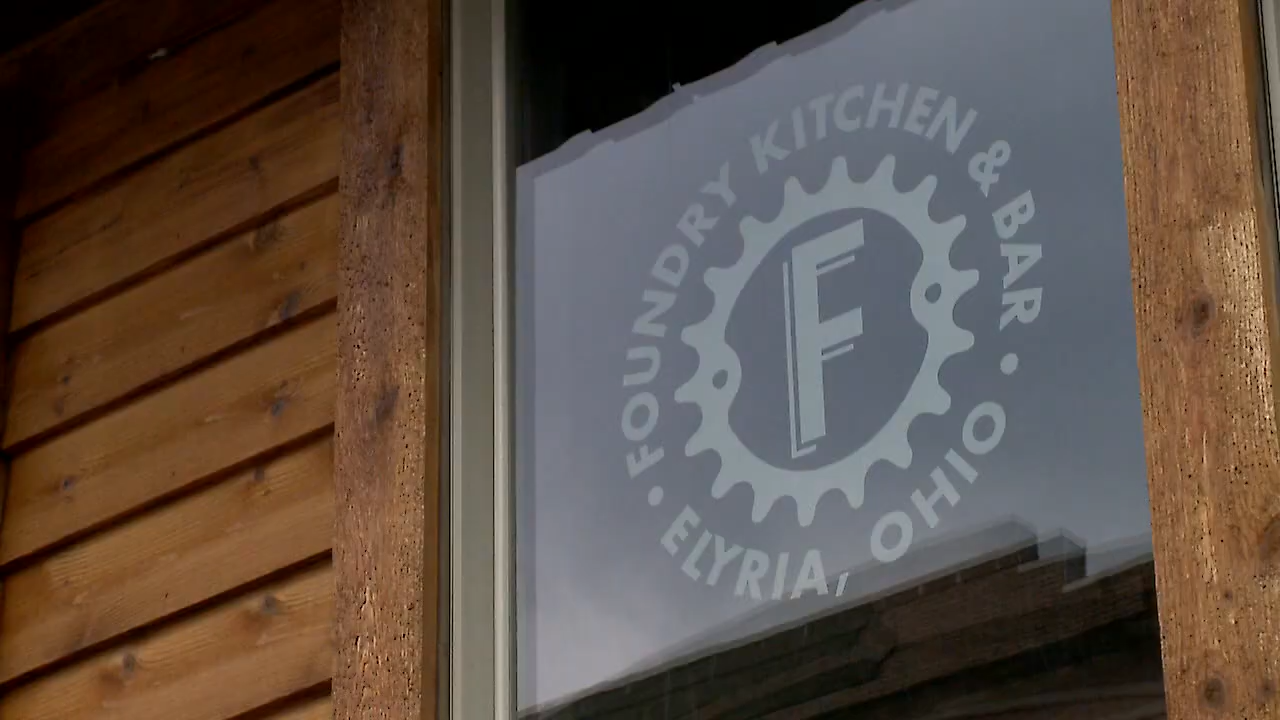 FOUNDRY KITCHEN & BAR • ELYRIA, OHIO •
F